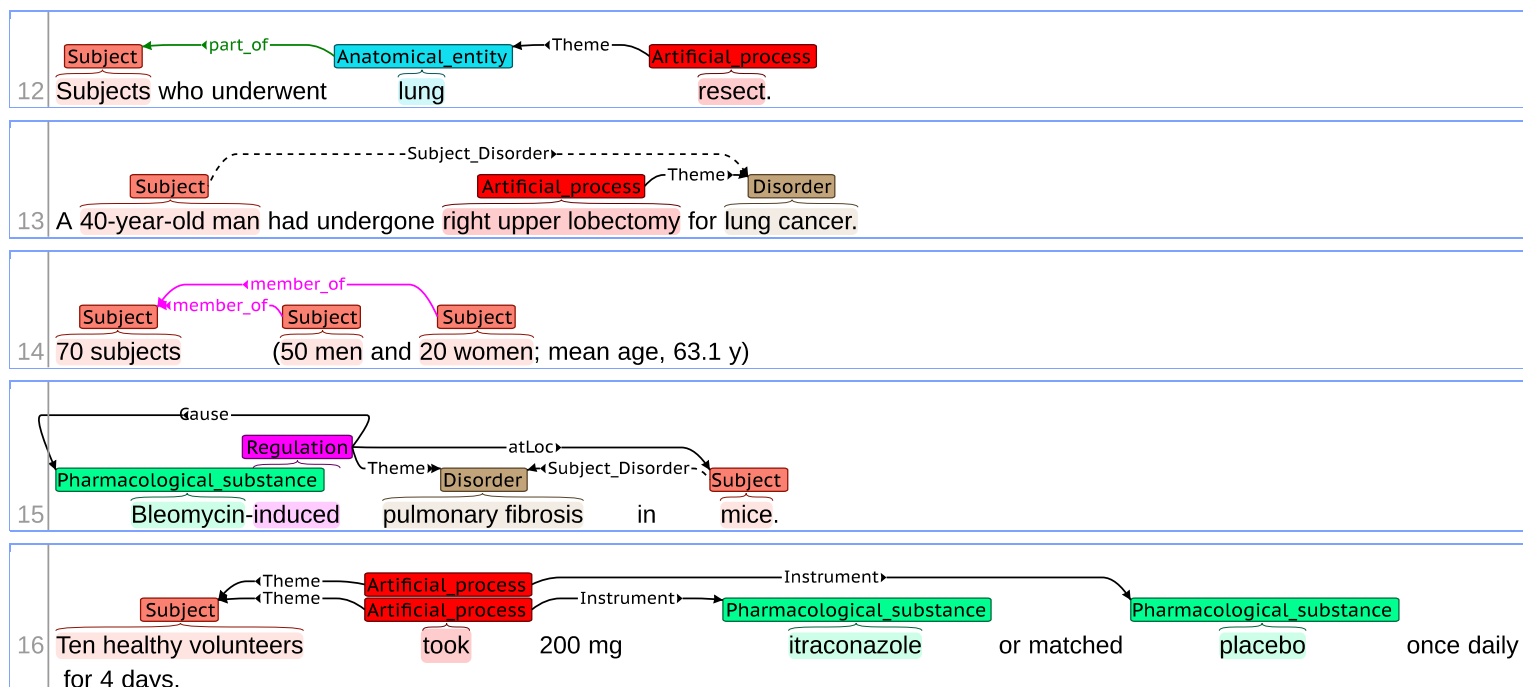 part_of Theme
Subject Anatomical_entity Artificial_process
12 Subjects who underwent lung resect.
Subject_Disorder
Theme
Subject Artificial_process Disorder
13 A 40-year-old man had undergone right upper lobectomy for lung cancer.
member_of
member_of
Subject Subject Subject
14 70 subjects (50 men and 20 women; mean age, 63.1 y)
Cause
Regulation atLoc
Theme Subject_Disorder
Pharmacological_substance Disorder Subject
15 Bleomycin-induced pulmonary fibrosis in mice.
Theme Artificial_process Instrument
Theme Instrument
Subject Artificial_process Pharmacological_substance Pharmacological_substance
16 Ten healthy volunteers took 200 mg itraconazole or matched placebo once daily
for 4 days.